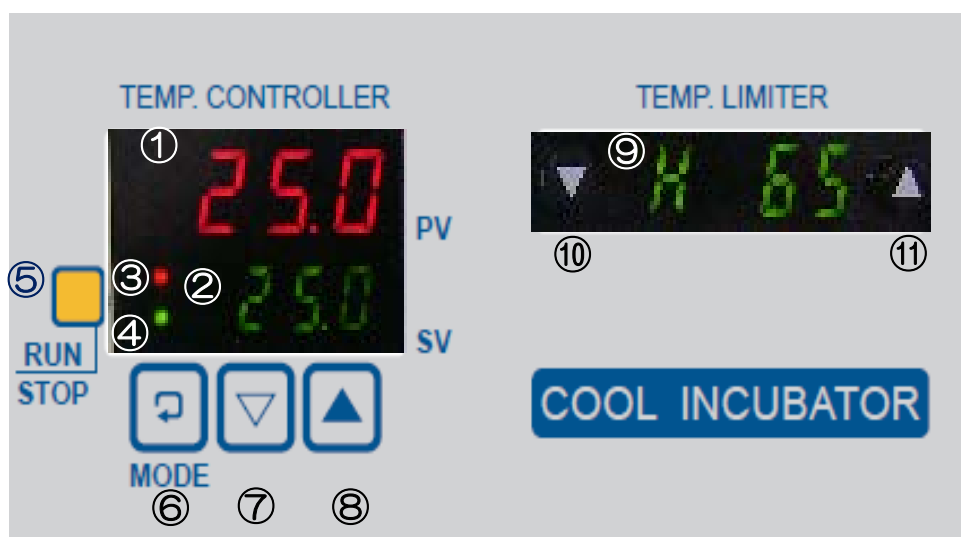 TEMP. CONTROLLER
TEMP. LIMITER
① 25.0 PV
⑨ H 65
⑩ ⑪
⑤ ③ ② 25.0 SV
④
RUN
STOP
COOL INCUBATOR
MODE
⑥ ⑦ ⑧